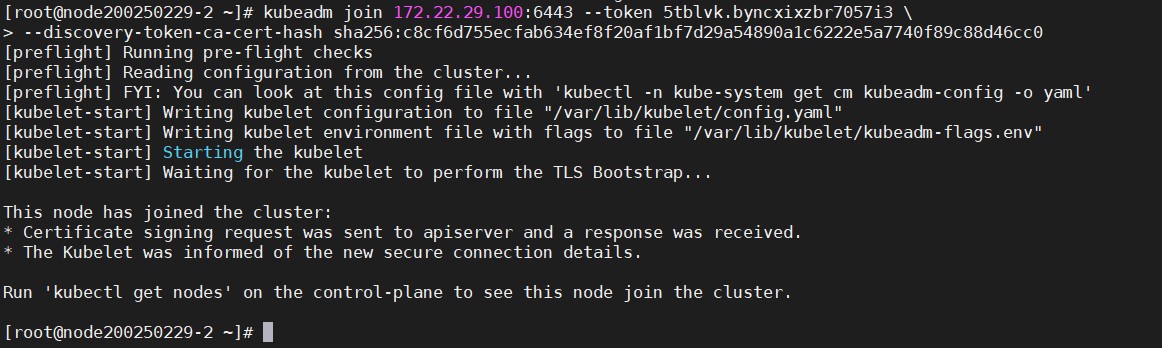 [root@node200250229-2 ~]# kubeadm join 172.22.29.100:6443 --token 5tblvk.byncxixzbr7057i3 \
> --discovery-token-ca-cert-hash sha256:c8cf6d755ecfab634ef8f20af1bf7d29a54890a1c6222e5a7740f89c88d46cc0
[preflight] Running pre-flight checks
[preflight] Reading configuration from the cluster...
[preflight] FYI: You can look at this config file with 'kubectl -n kube-system get cm kubeadm-config -o yaml'
[kubelet-start] Writing kubelet configuration to file "/var/lib/kubelet/config.yaml"
[kubelet-start] Writing kubelet environment file with flags to file "/var/lib/kubelet/kubeadm-flags.env"
[kubelet-start] Starting the kubelet
[kubelet-start] Waiting for the kubelet to perform the TLS Bootstrap...
This node has joined the cluster:
* Certificate signing request was sent to apiserver and a response was received.
* The Kubelet was informed of the new secure connection details.
Run 'kubectl get nodes' on the control-plane to see this node join the cluster.
[root@node200250229-2 ~]#